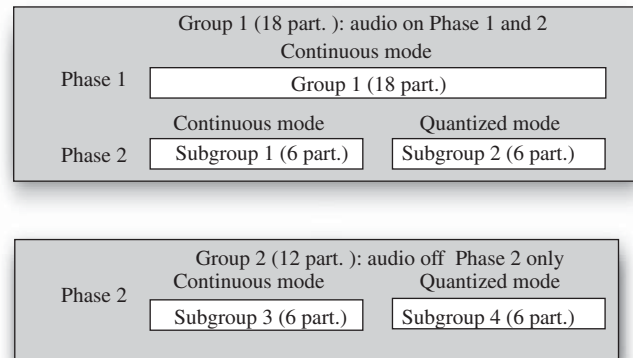 Group 1 (18 part. ): audio on Phase 1 and 2
Continuous mode
Phase 1
Group 1 (18 part.)
Continuous mode Quantized mode
Phase 2
Subgroup 1 (6 part.) Subgroup 2 (6 part.)
Group 2 (12 part. ): audio off Phase 2 only
Continuous mode Quantized mode
Phase 2
Subgroup 3 (6 part.) Subgroup 4 (6 part.)